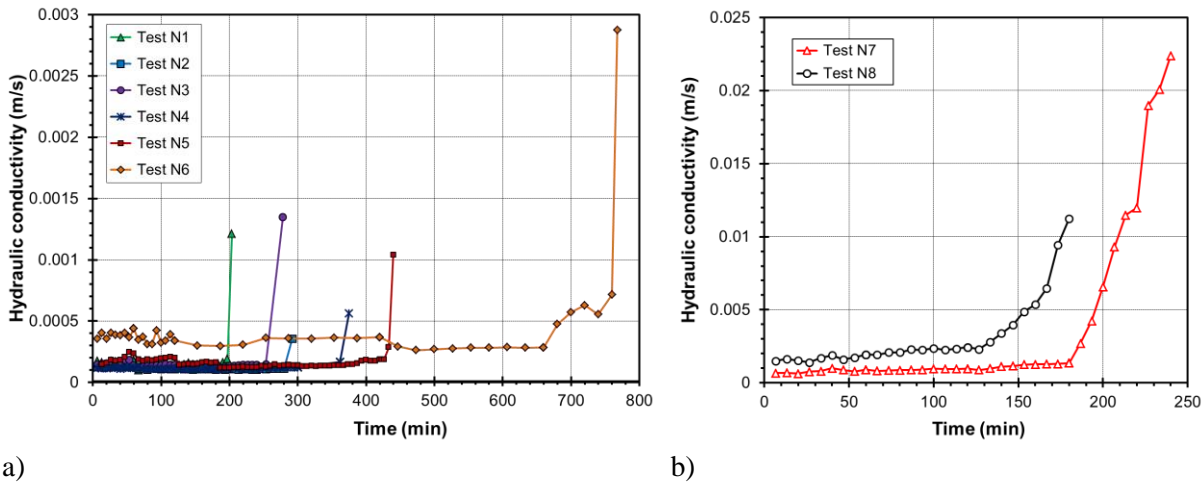 0.003
0.0025
0.002
0.0015
0.001
0.0005
0
Hydraulic conductivity (m/s)
Test N1
Test N2
Test N3
Test N4
Test N5
Test N6
0 100 200 300 400 500 600 700 800
Time (min)
a)
0.025
0.02
0.015
0.01
0.005
0
Hydraulic conductivity (m/s)
Test N7
Test N8
0 50 100 150 200 250
Time (min)
b)